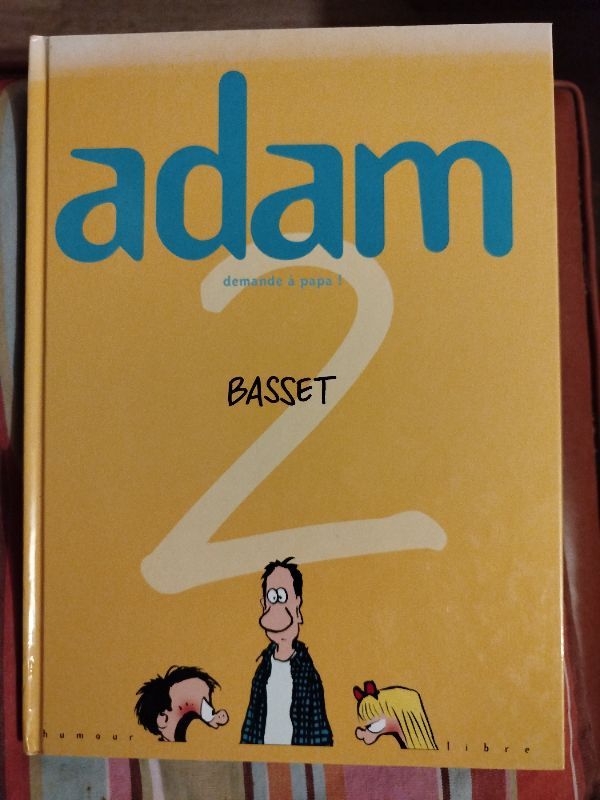 adam
demande à papa !
2
BASSET
humour libre